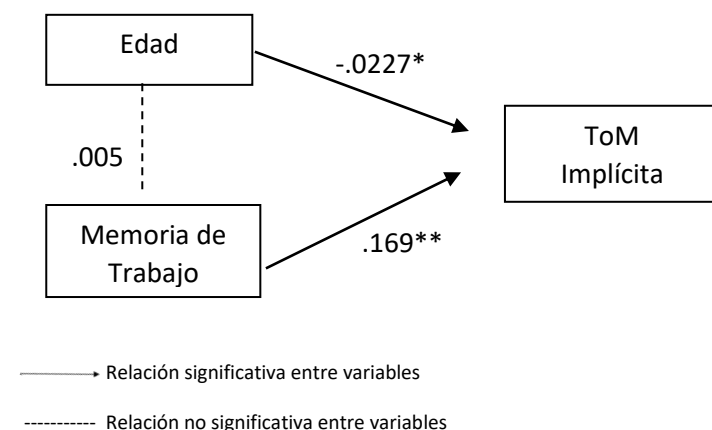 Edad
-.0227*
ToM
Implícita
.005
Memoria de
Trabajo
.169**
Relación significativa entre variables
Relación no significativa entre variables